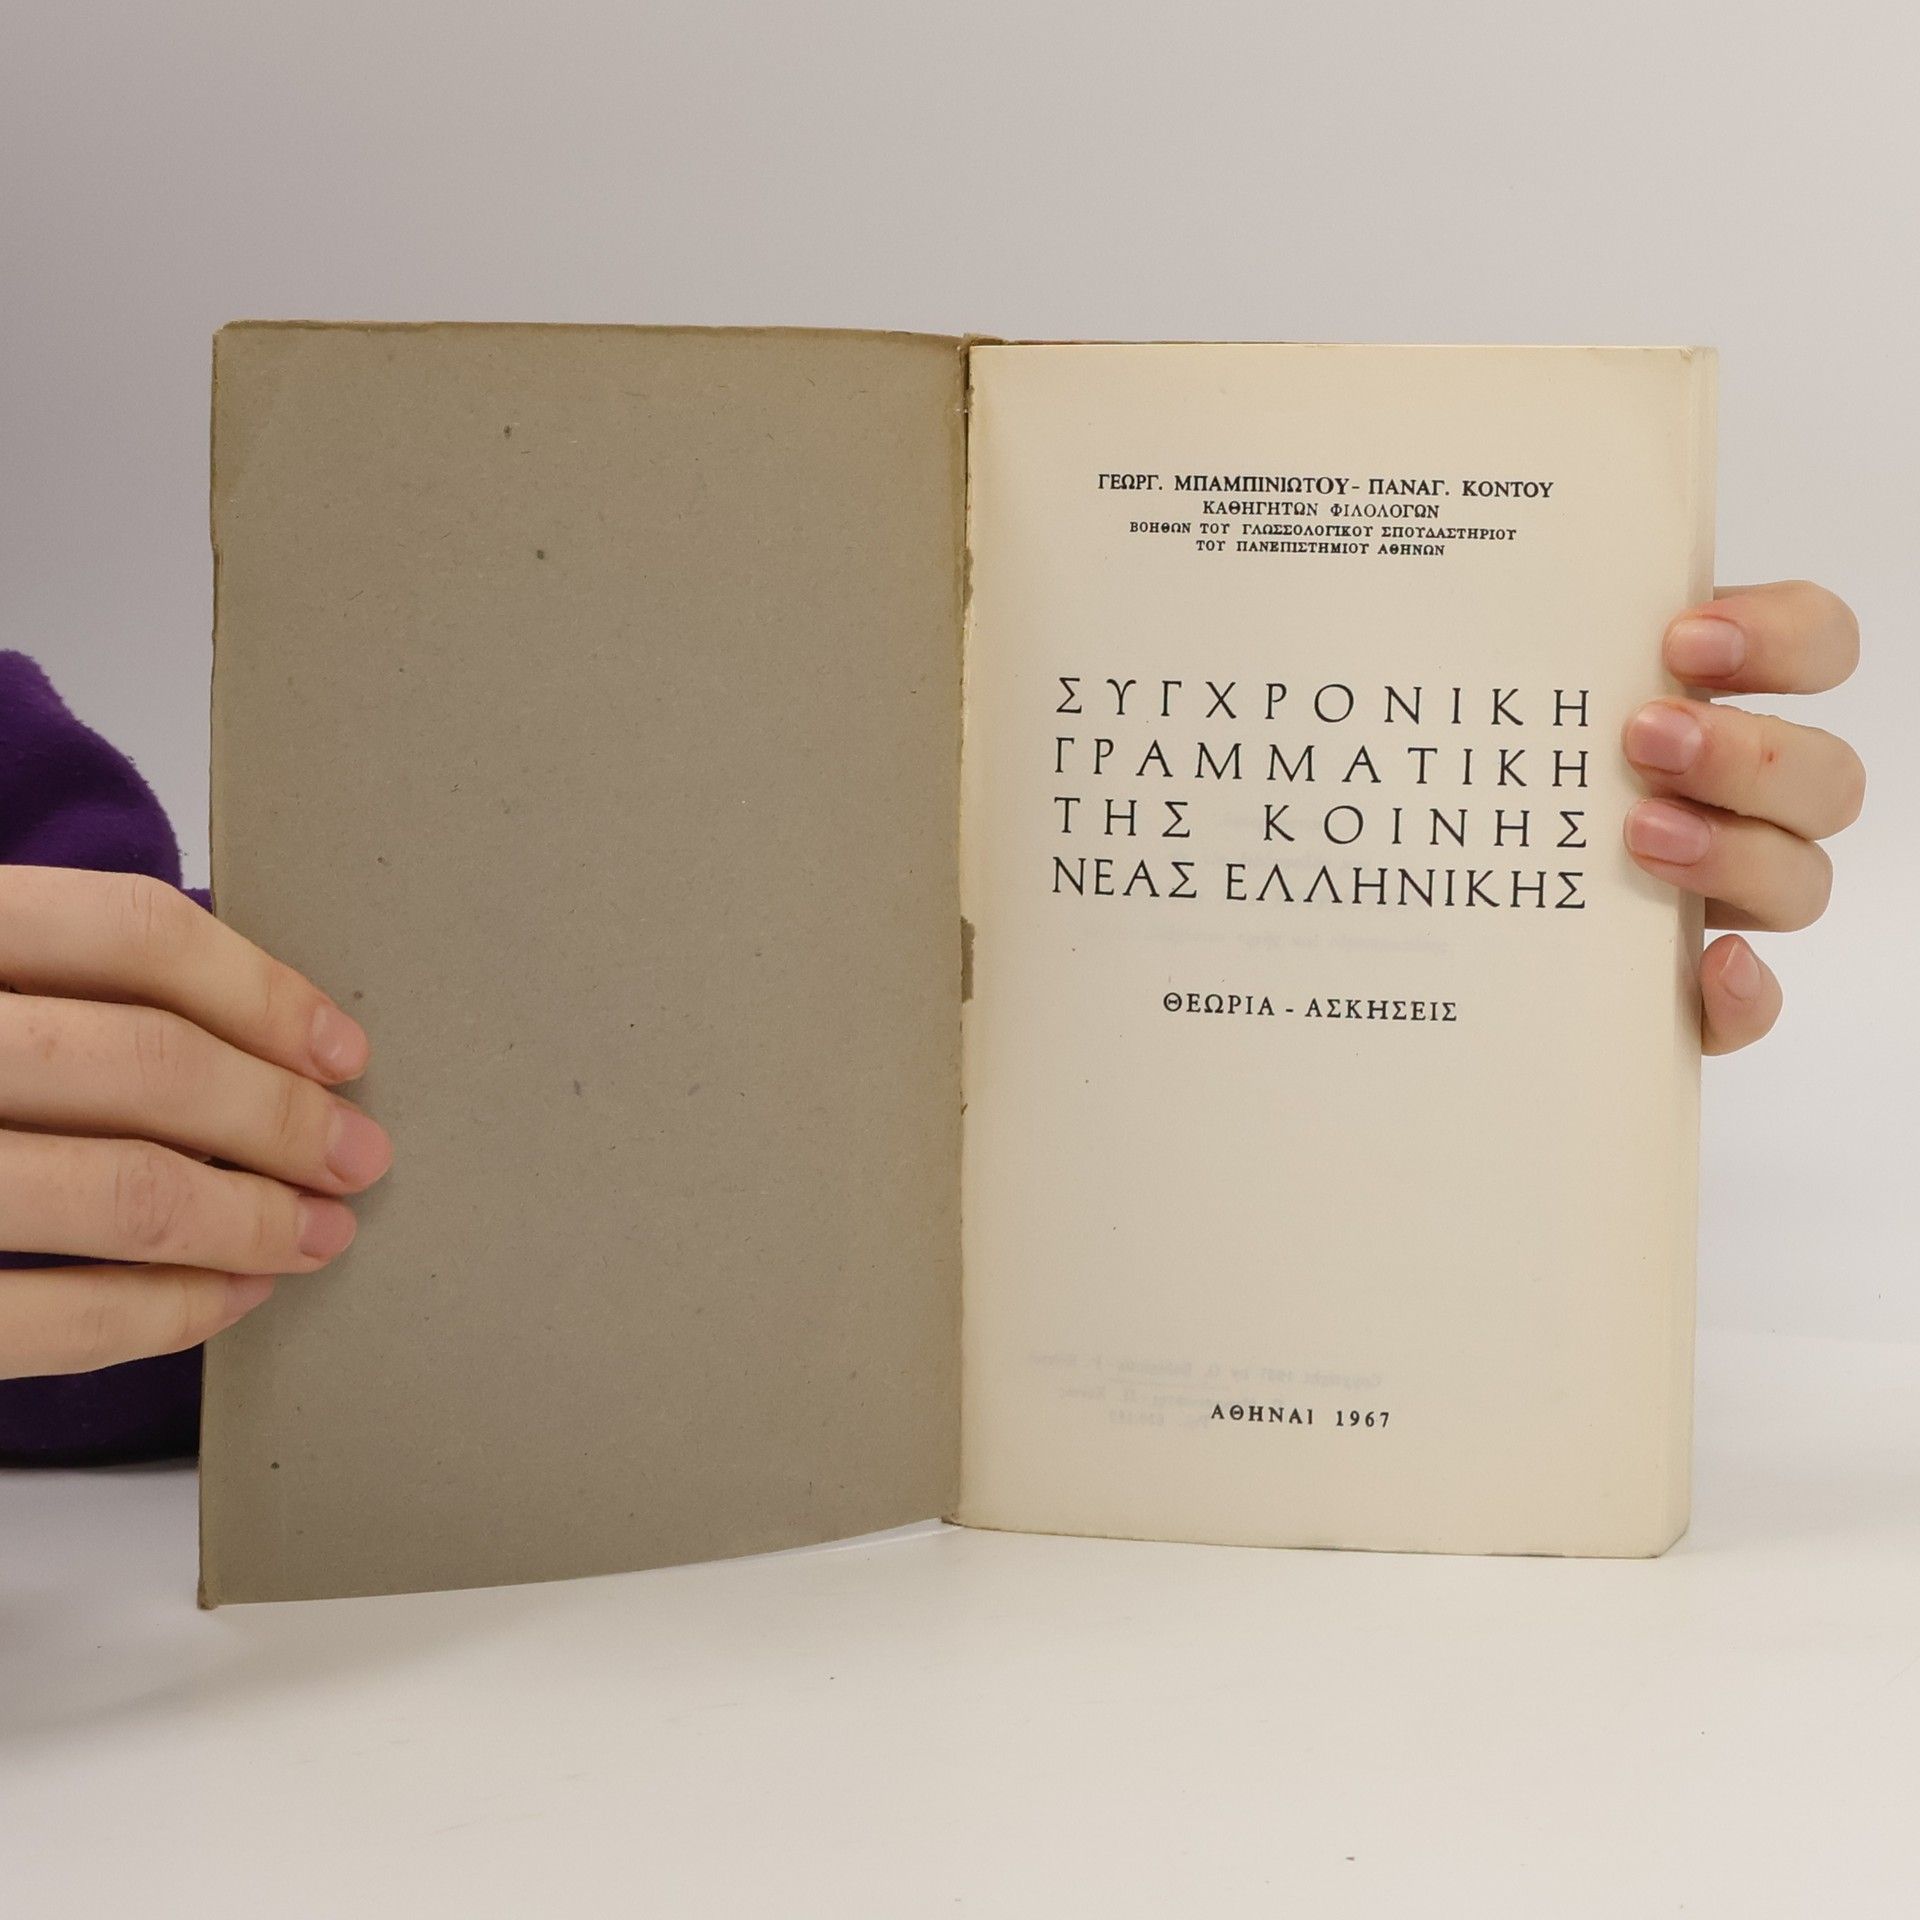 ΓΕΩΡΓ. ΜΠΑΜΠΙΝΙΩΤΟΥ - ΠΑΝΑΓ. ΚΟΝΤΟΥ
ΚΑΘΗΓΗΤΩΝ ΦΙΛΟΛΟΓΩΝ
ΒΟΗΘΩΝ ΤΟΥ ΓΛΩΣΣΟΛΟΓΙΚΟΥ ΣΠΟΥΔΑΣΤΗΡΙΟΥ
ΤΟΥ ΠΑΝΕΠΙΣΤΗΜΙΟΥ ΑΘΗΝΩΝ
ΣΥΓΧΡΟΝΙΚΗ
ΓΡΑΜΜΑΤΙΚΗ
ΤΗΣ ΚΟΙΝΗΣ
ΝΕΑΣ ΕΛΛΗΝΙΚΗΣ
ΘΕΩΡΙΑ - ΑΣΚΗΣΕΙΣ
ΑΘΗΝΑΙ 1967